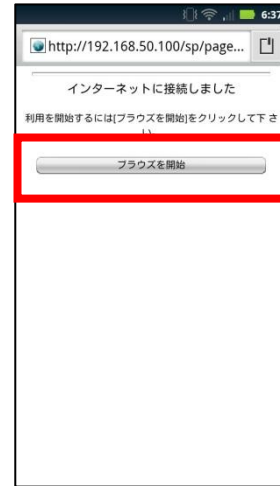 6:37
http://192.168.50.100/sp/page...
インターネットに接続しました
利用を開始するには[ブラウズを開始]をクリックして下さ
い
ブラウズを開始